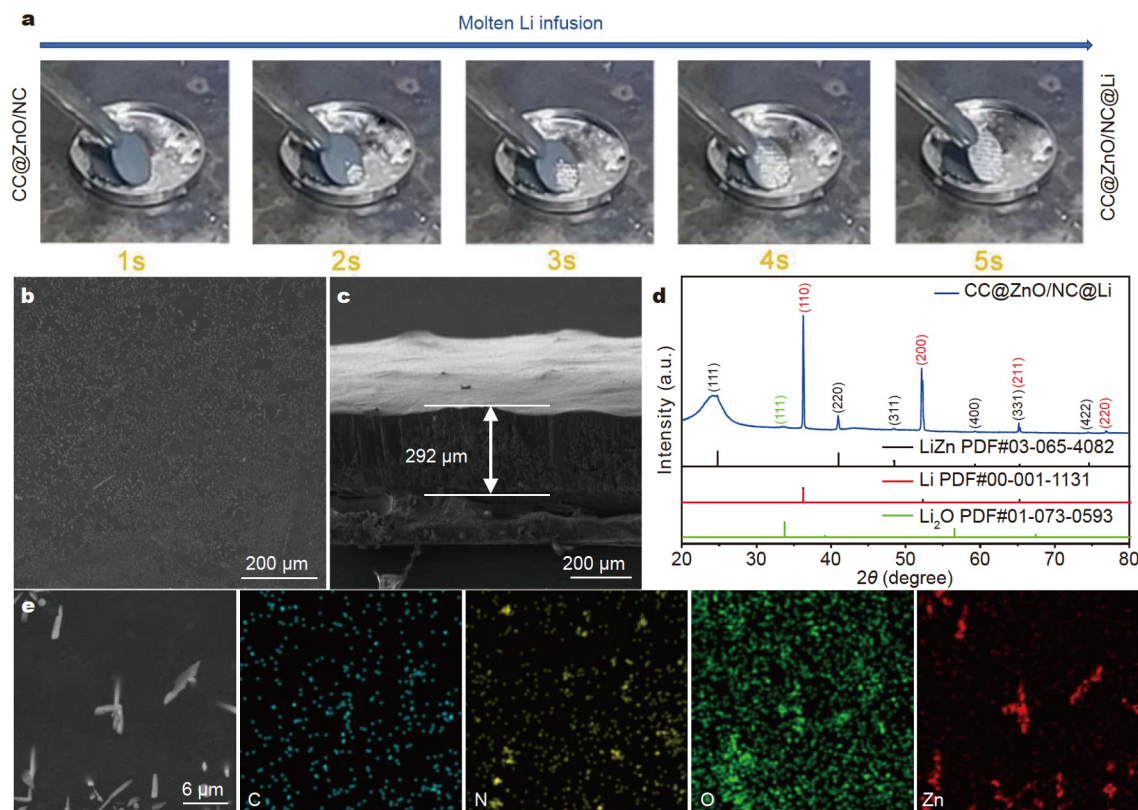 a
Molten Li infusion
CC@ZnO/NC
CC@ZnO/NC@Li
1s
2s
3s
4s
5s
b
200 μm
c
292 μm
200 μm
d
CC@ZnO/NC@Li
Intensity (a.u.)
(111)
(111)
(110)
(220)
(311)
(200)
(400)
(331)
(211)
(422)
(220)
LiZn PDF#03-065-4082
Li PDF#00-001-1131
Li₂O PDF#01-073-0593
20 30 40 50 60 70 80
2θ (degree)
e
6 μm
C
N
O
Zn